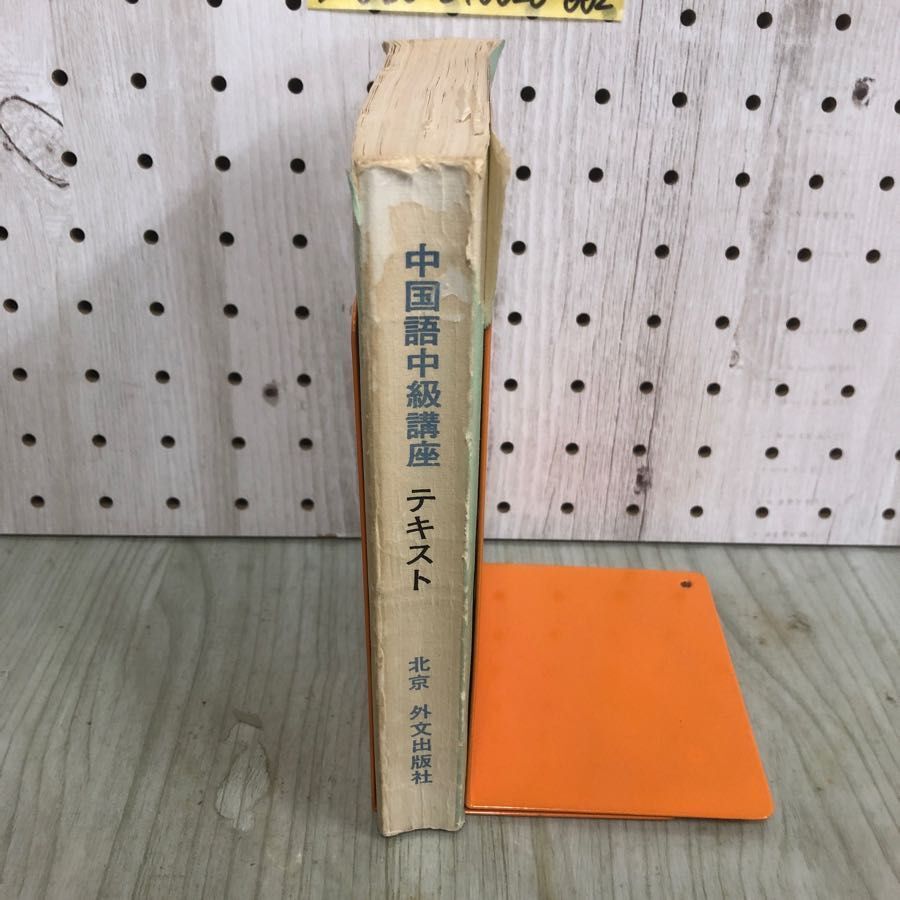 中国語中級講座 テキスト
北京 外文出版社